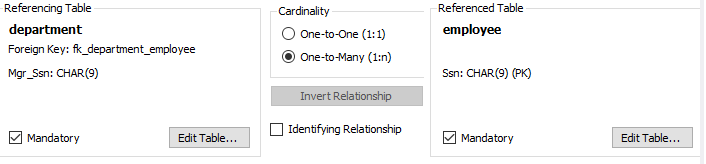 Referencing Table
department
Foreign Key: fk_department_employee
Mgr_Ssn: CHAR(9)
Mandatory
Edit Table...
Cardinality
One-to-One (1:1)
One-to-Many (1:n)
Invert Relationship
Identifying Relationship
Referenced Table
employee
Ssn: CHAR(9) (PK)
Mandatory
Edit Table...